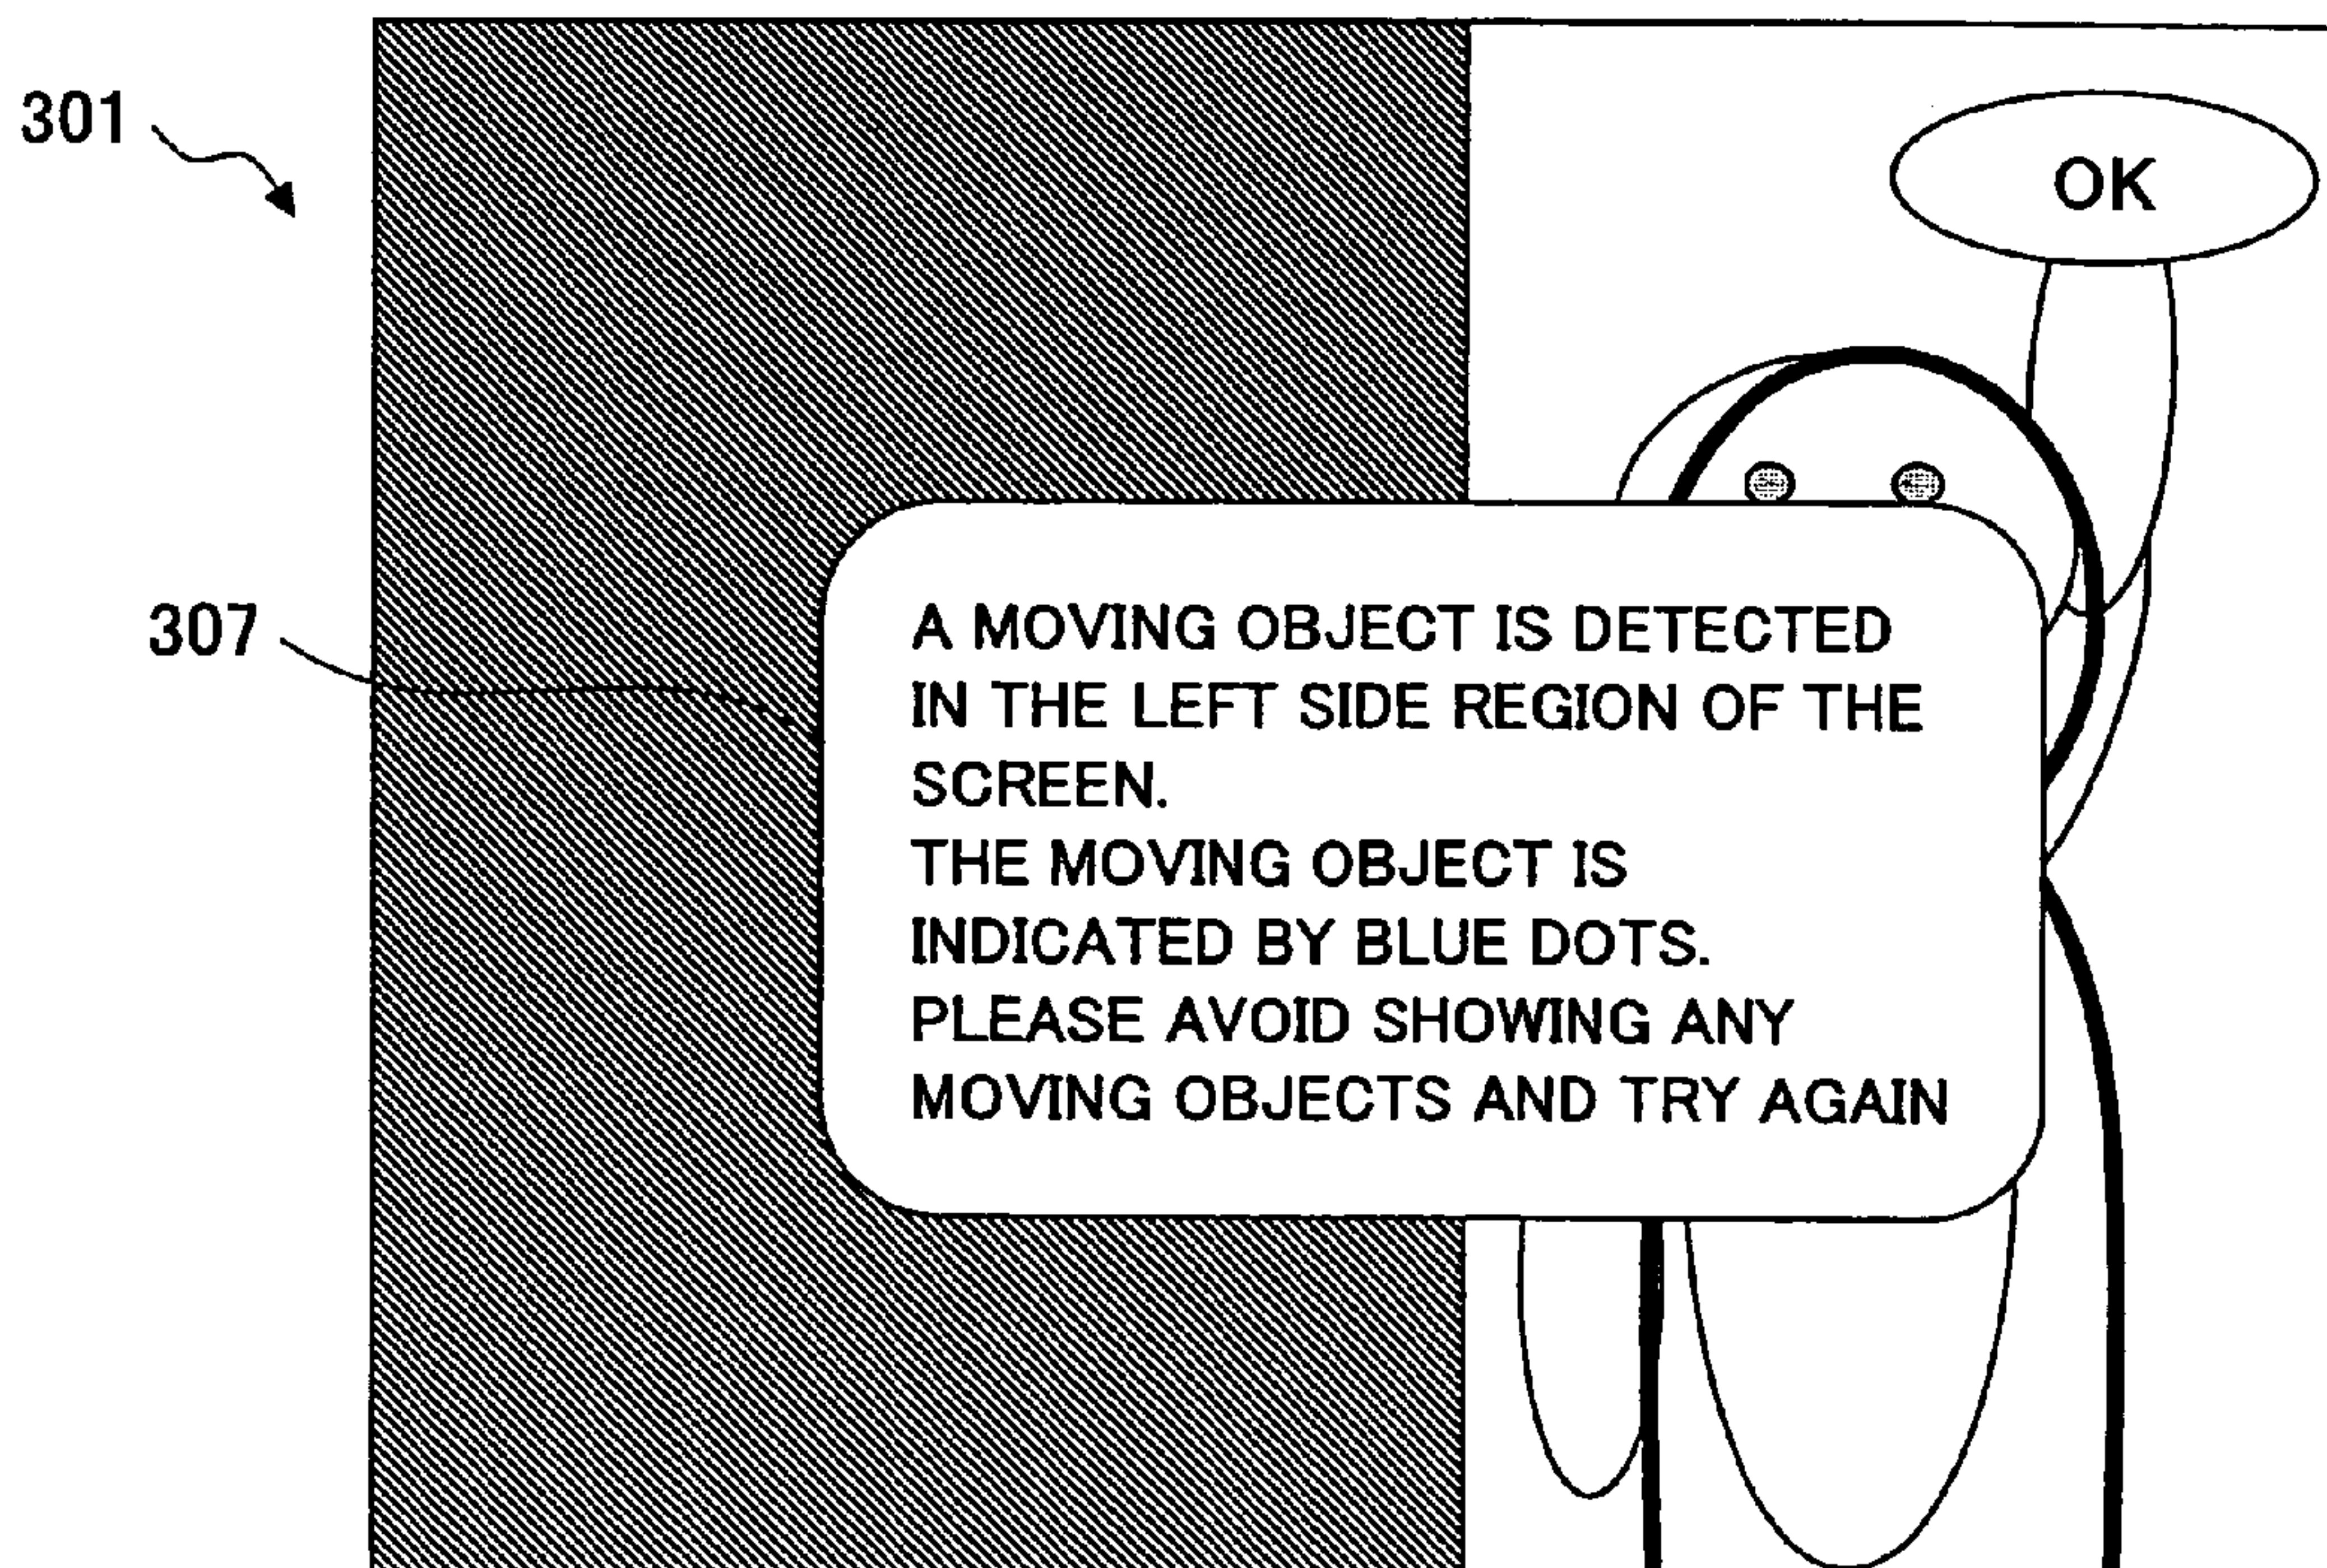 301
OK
307
A MOVING OBJECT IS DETECTED
IN THE LEFT SIDE REGION OF THE
SCREEN.
THE MOVING OBJECT IS
INDICATED BY BLUE DOTS.
PLEASE AVOID SHOWING ANY
MOVING OBJECTS AND TRY AGAIN